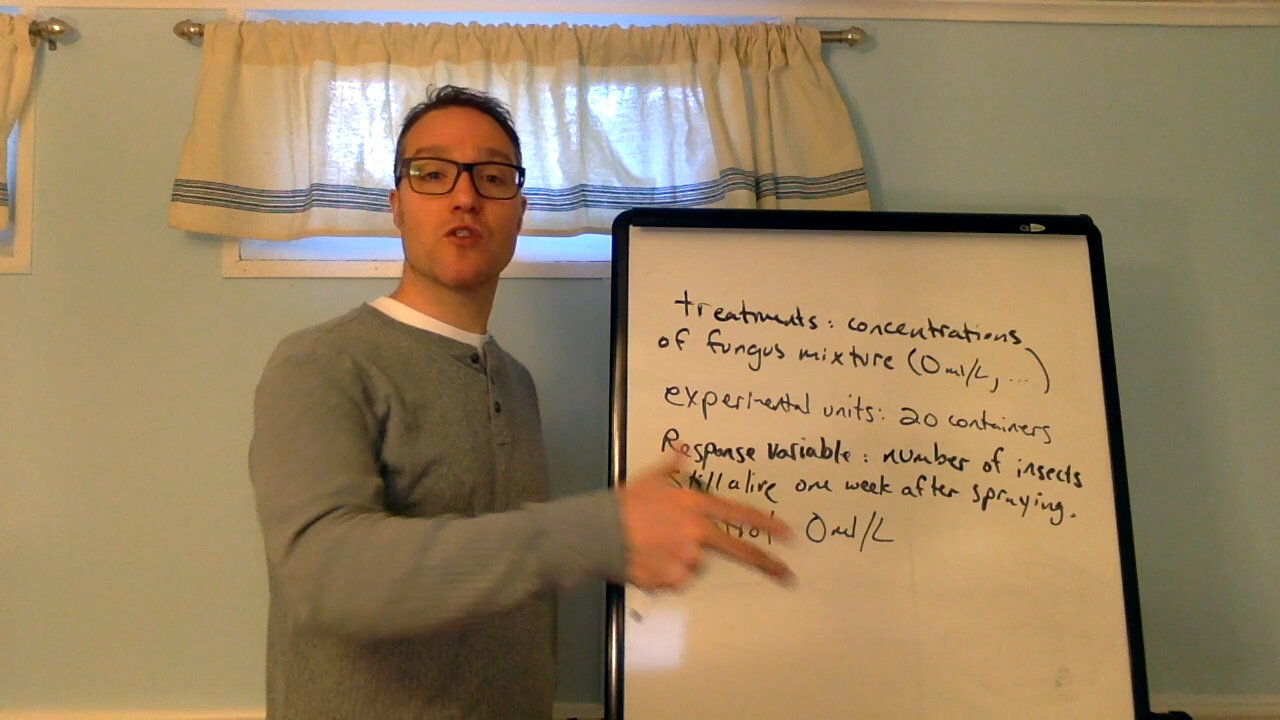 treatments: concentrations
of fungus mixture (0ml/L, ...)
experimental units: 20 containers
Response variable: number of insects
still alive one week after spraying.
0ml/L